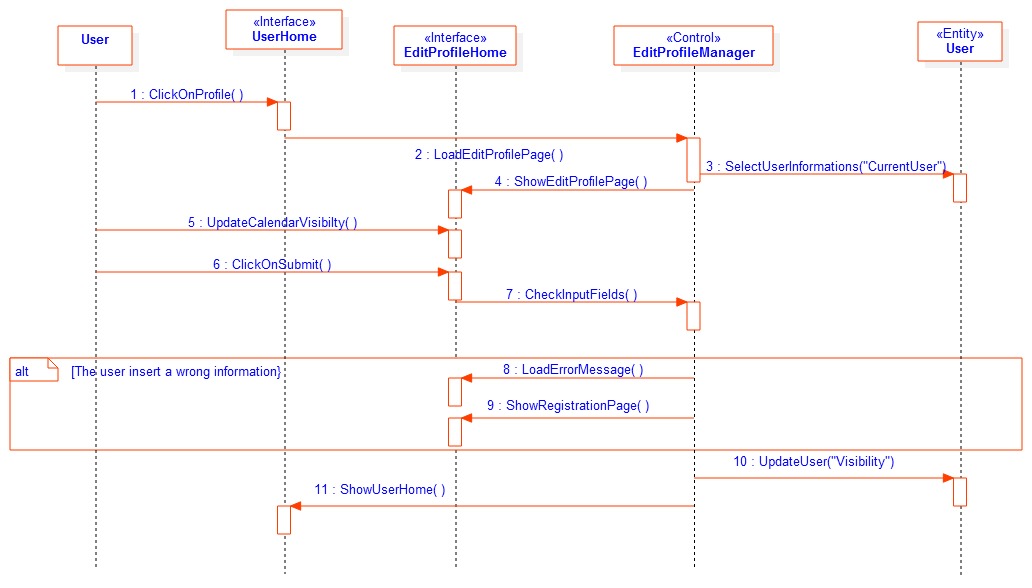 User
«Interface»
UserHome
«Interface»
EditProfileHome
«Control»
EditProfileManager
«Entity»
User
1 : ClickOnProfile( )
2 : LoadEditProfilePage( )
3 : SelectUserInformations("CurrentUser")
4 : ShowEditProfilePage( )
5 : UpdateCalendarVisibilty( )
6 : ClickOnSubmit( )
7 : CheckInputFields( )
alt
[The user insert a wrong information}
8 : LoadErrorMessage( )
9 : ShowRegistrationPage( )
10 : UpdateUser("Visibility")
11 : ShowUserHome( )